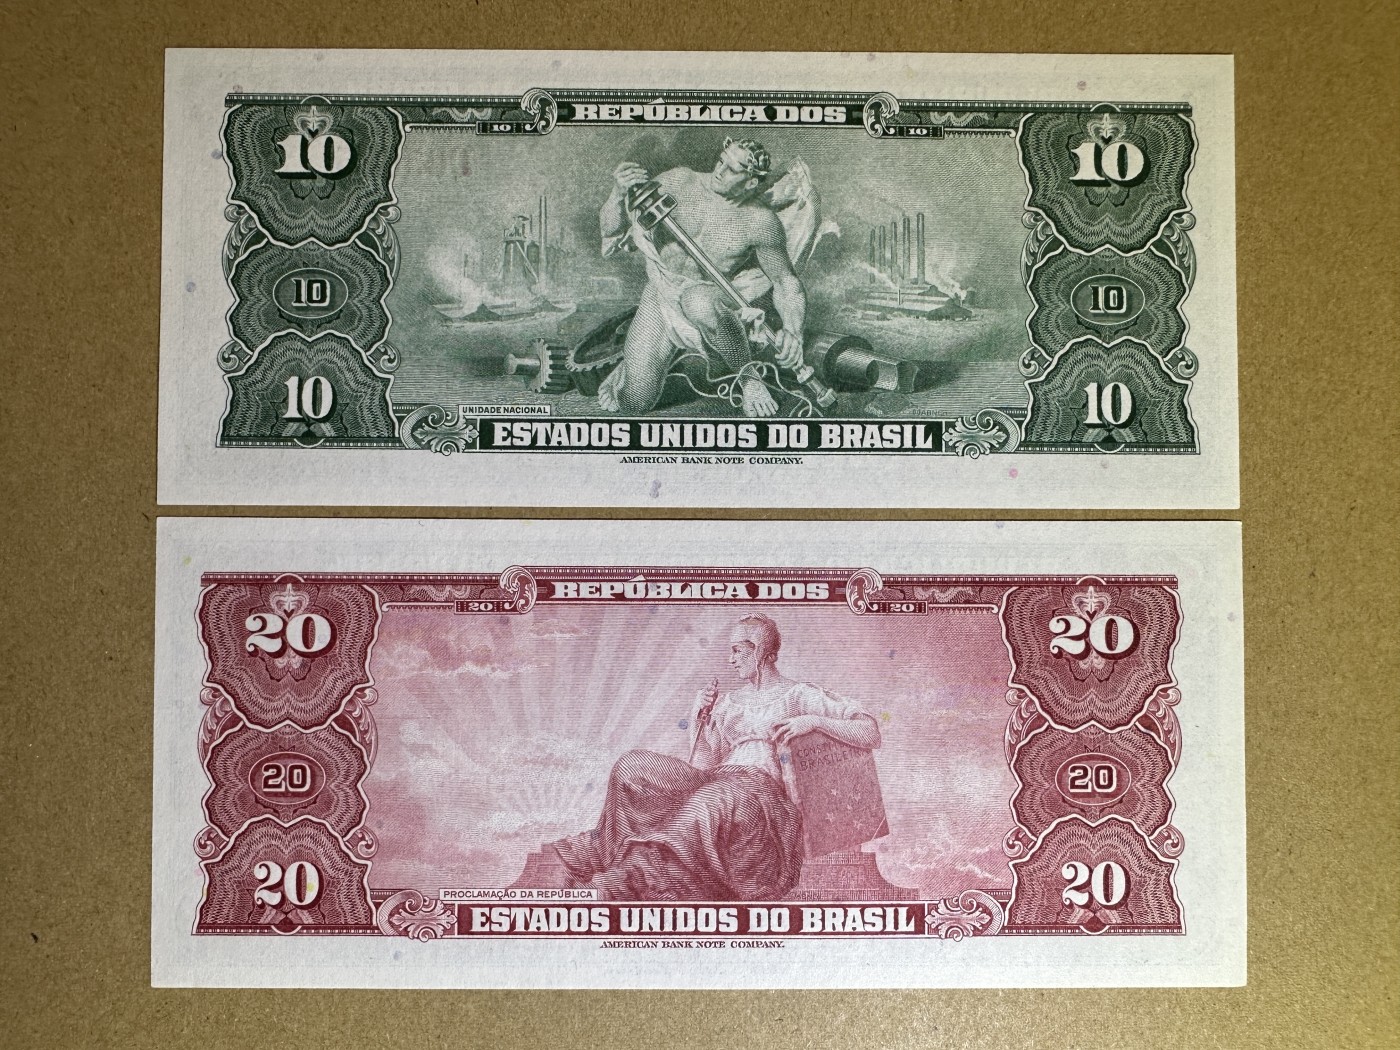 REPÚBLICA DOS
10 10
10 10
10 10
10 10
UNIDADE NACIONAL
ESTADOS UNIDOS DO BRASIL
AMERICAN BANK NOTE COMPANY.
REPÚBLICA DOS
20 20
20 20
BRASILEIRA
20 20
20 20
PROCLAMAÇÃO DA REPÚBLICA
ESTADOS UNIDOS DO BRASIL
AMERICAN BANK NOTE COMPANY.